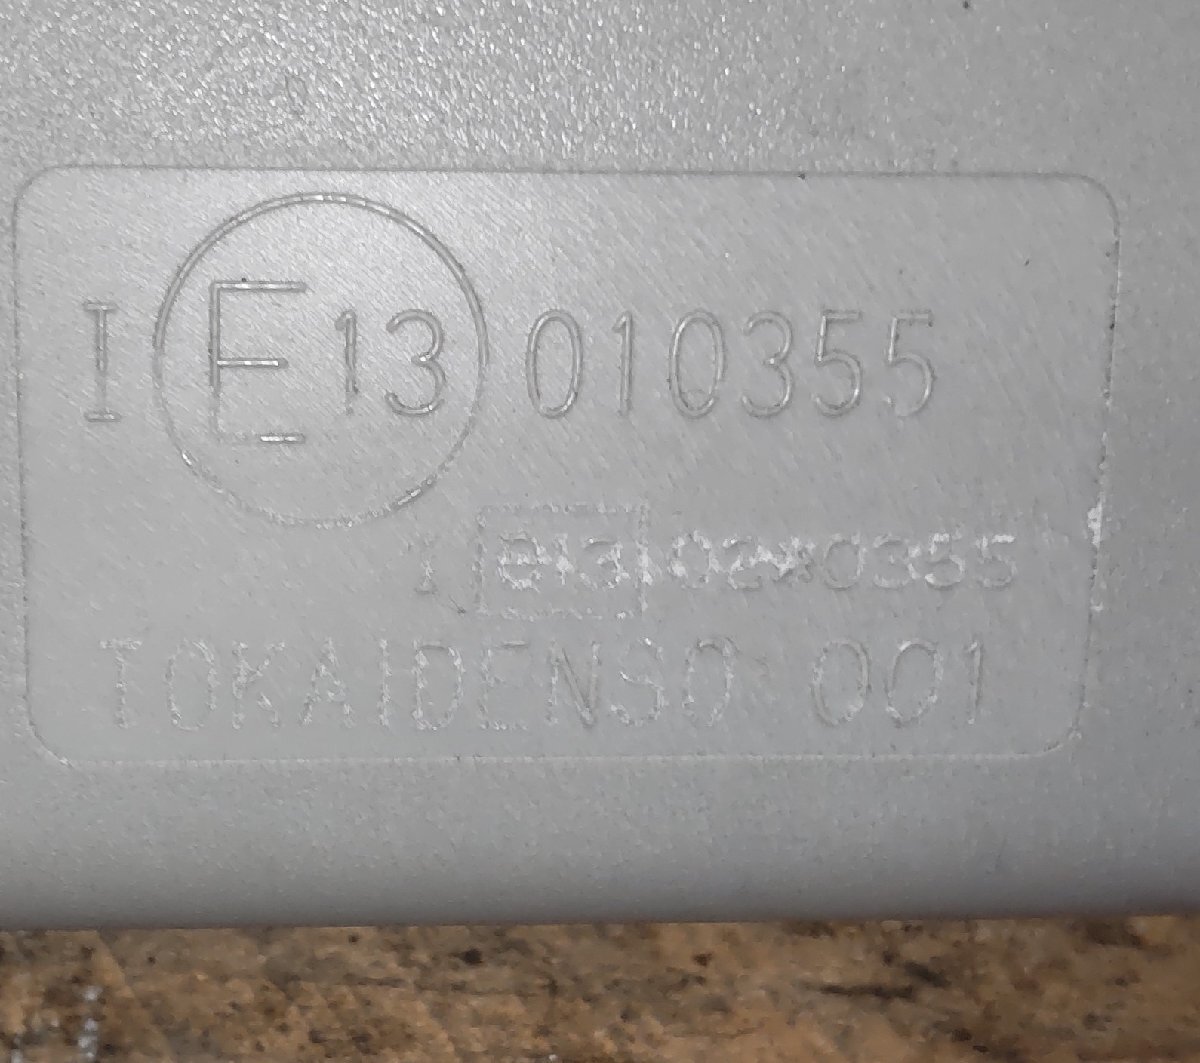 I E13 010355
I e13 02*0355
TOKAIDENSO 001